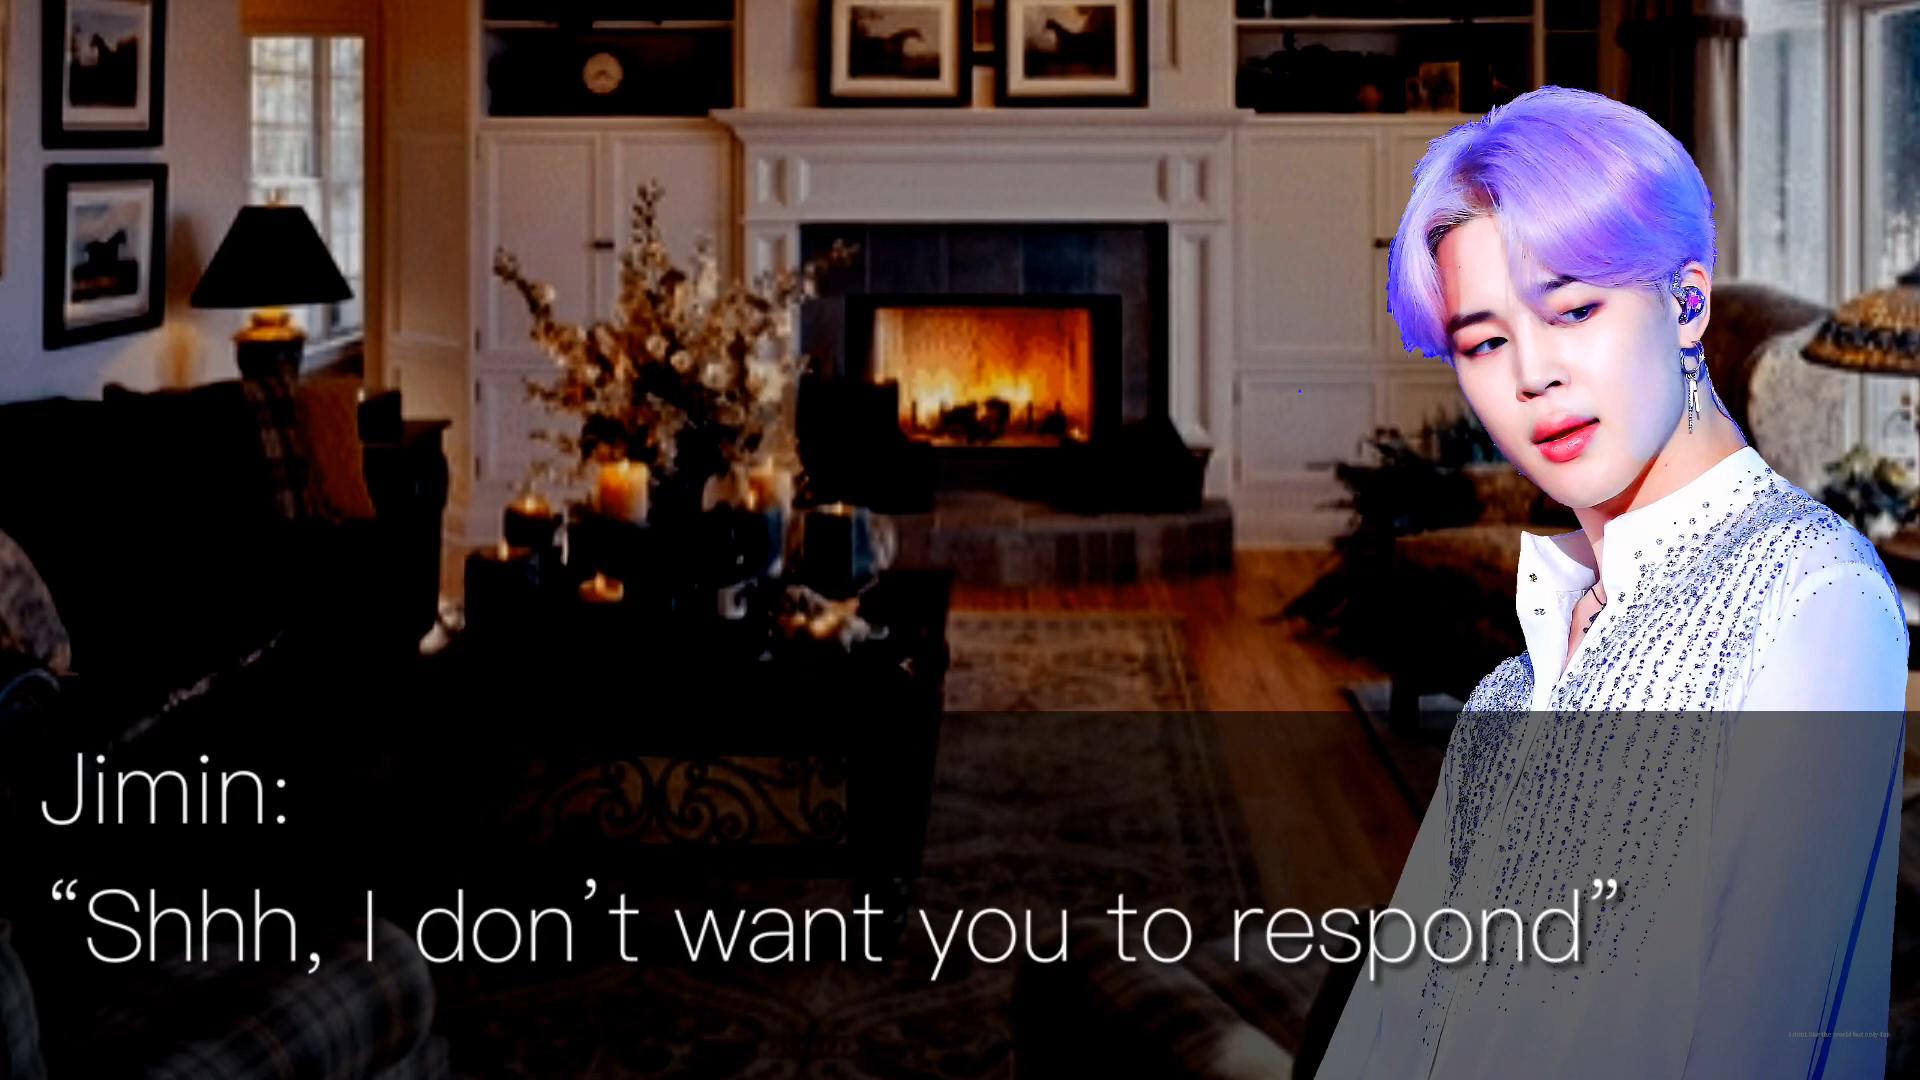 Jimin:
“Shhh, I don’t want you to respond”